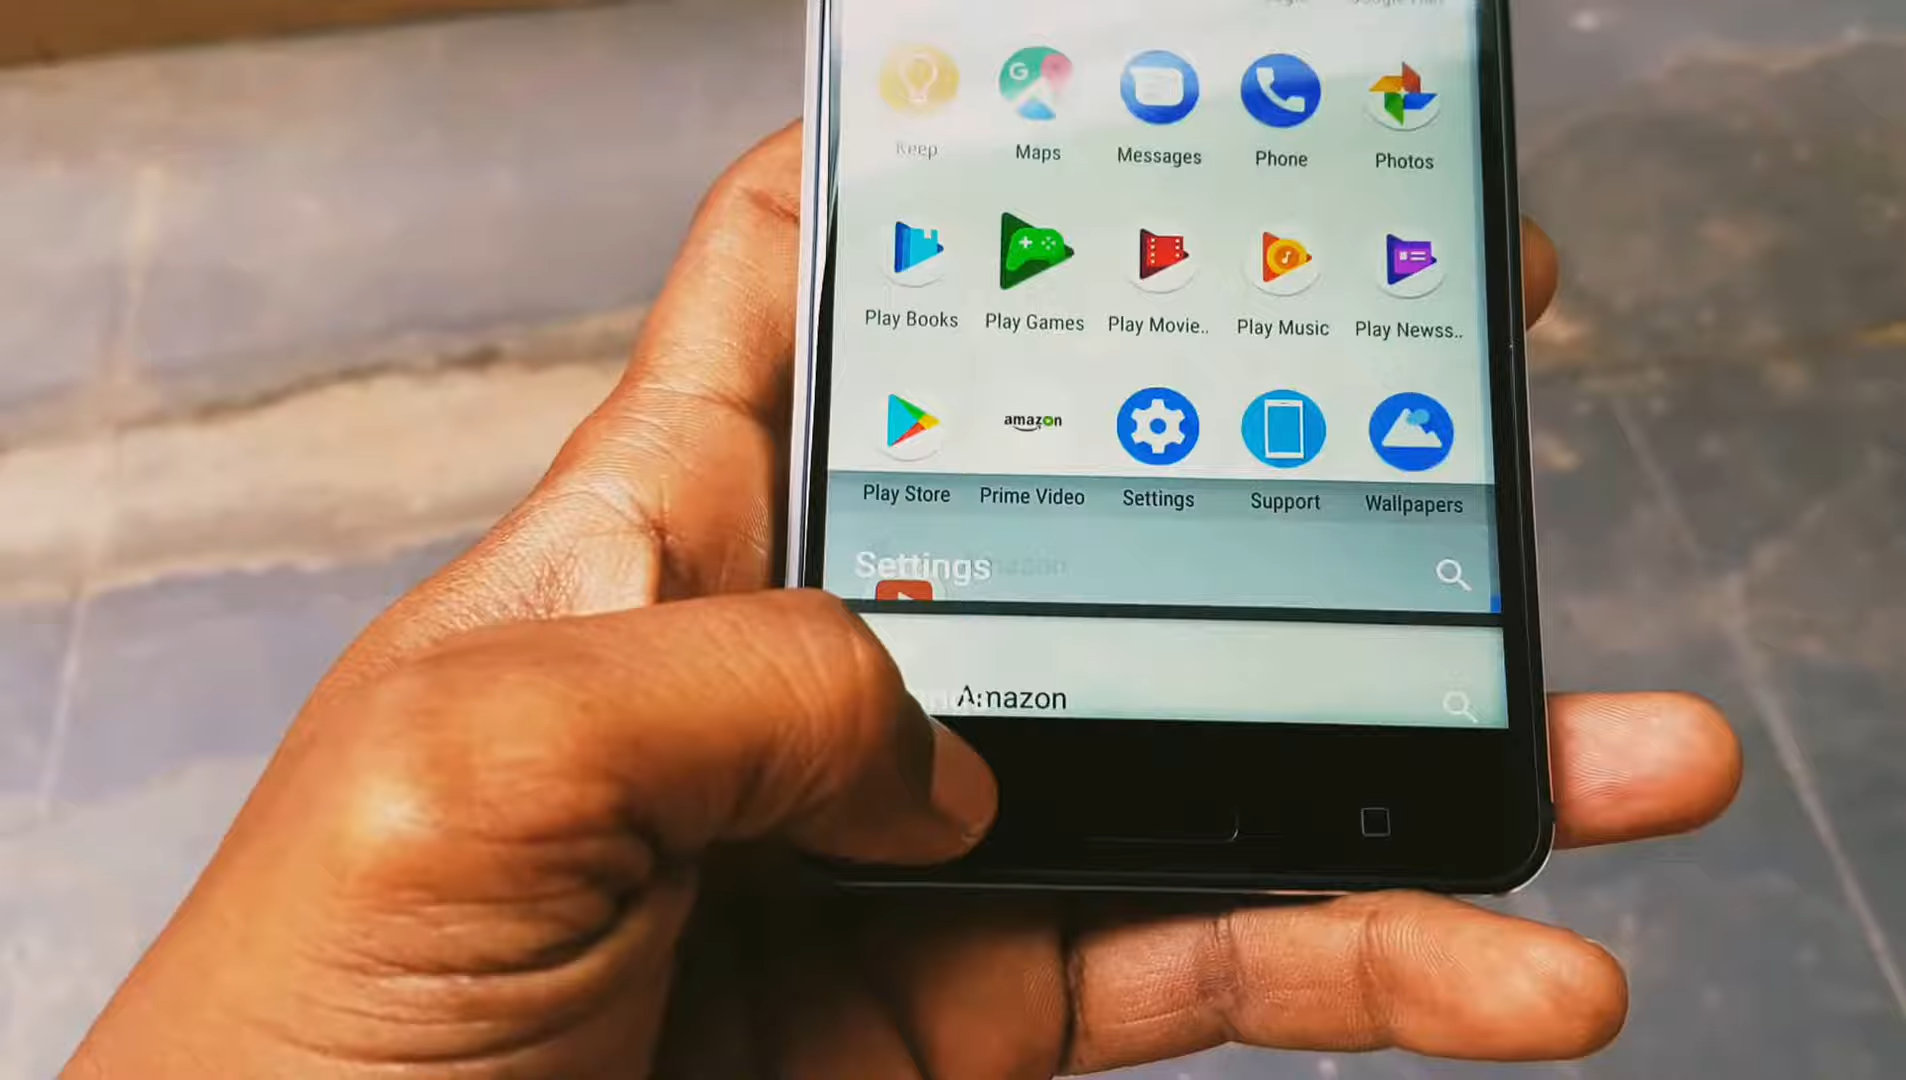 Keep Maps Messages Phone Photos
G
Play Books Play Games Play Movie.. Play Music Play Newss..
amazon
Play Store Prime Video Settings Support Wallpapers
Settings
Amazon